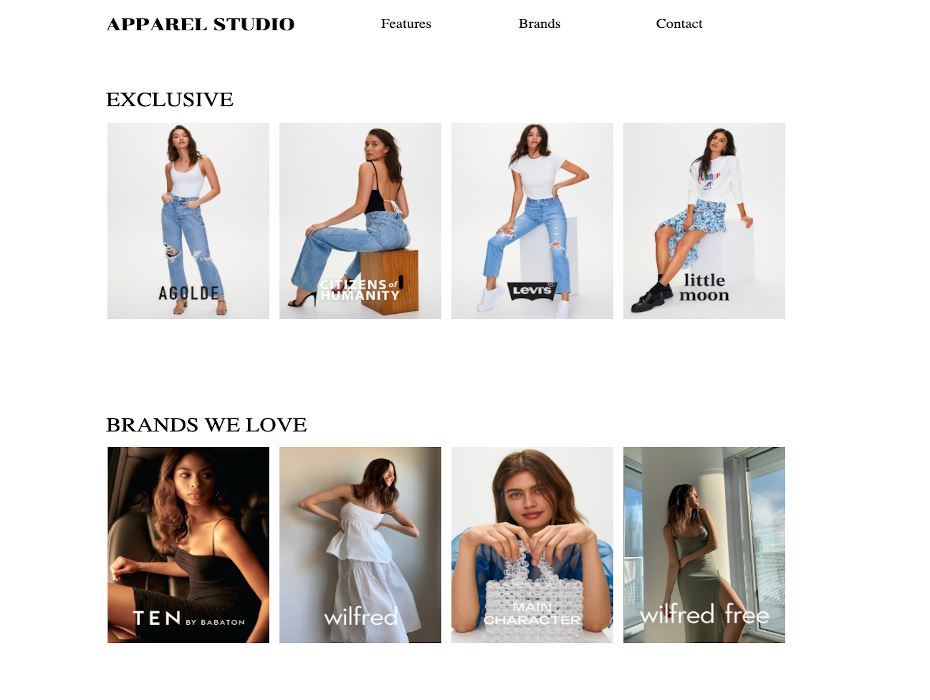 APPAREL STUDIO
Features
Brands
Contact
EXCLUSIVE
AGOLDE
CITIZENS of
HUMANITY
Levi's
little
moon
BRANDS WE LOVE
TEN BY BABATON
wilfred
MAIN
CHARACTER
wilfred free